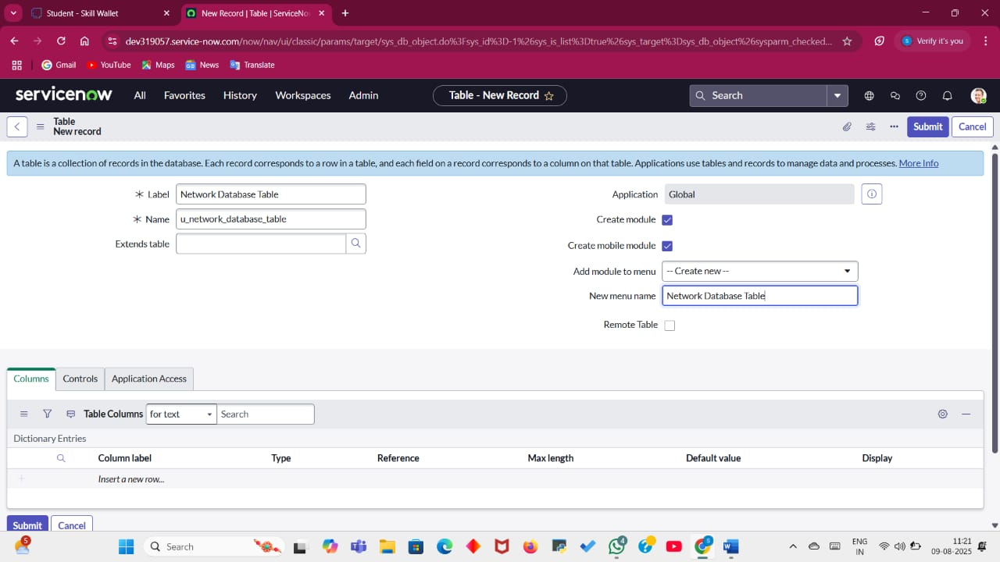 Student - Skill Wallet
New Record | Table | ServiceNo
dev319057.service-now.com/now/nav/ui/classic/params/target/sys_db_object.do%3Fsys_id%3D-1%26sys_is_list%3Dtrue%26sys_target%3Dsys_db_object%26sysparm_checked...
S Verify it's you
Gmail YouTube Maps News Translate
servicenow All Favorites History Workspaces Admin Table - New Record Search
Table
New record
Submit Cancel
A table is a collection of records in the database. Each record corresponds to a row in a table, and each field on a record corresponds to a column on that table. Applications use tables and records to manage data and processes. More Info
Label Network Database Table
Application Global
Name u_network_database_table
Create module
Extends table
Create mobile module
Add module to menu -- Create new --
New menu name Network Database Table
Remote Table
Columns Controls Application Access
Table Columns for text Search
Dictionary Entries
Column label Type Reference Max length Default value Display
Insert a new row...
Submit Cancel
5 Search 4 5 ENG IN 11:21 09-08-2025